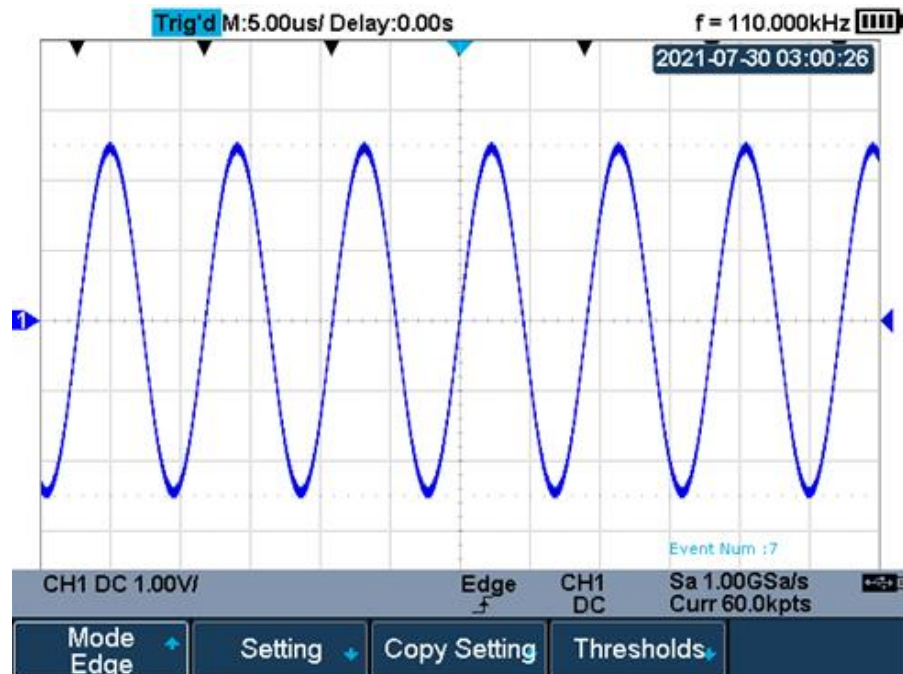 Trig'd M:5.00us/ Delay:0.00s f = 110.000kHz
2021-07-30 03:00:26
1
Event Num :7
CH1 DC 1.00V/ Edge CH1 Sa 1.00GSa/s
DC Curr 60.0kpts
Mode Setting Copy Setting Thresholds
Edge